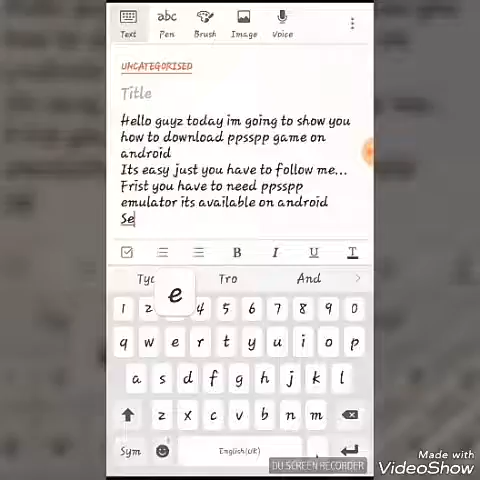 Text
abc
Pen
Brush
Image
Voice
UNCATEGORISED
Title
Hello guyz today im going to show you
how to download ppsspp game on
android
Its easy just you have to follow me...
Frist you have to need ppsspp
emulator its available on android
Se
B I U T
Tro And
e
1 2 4 5 6 7 8 9 0
q w e r t y u i o p
a s d f g h j k l
z x c v b n m
Sym English(UK) ,
DU SCREEN RECORDER
Made with
VideoShow